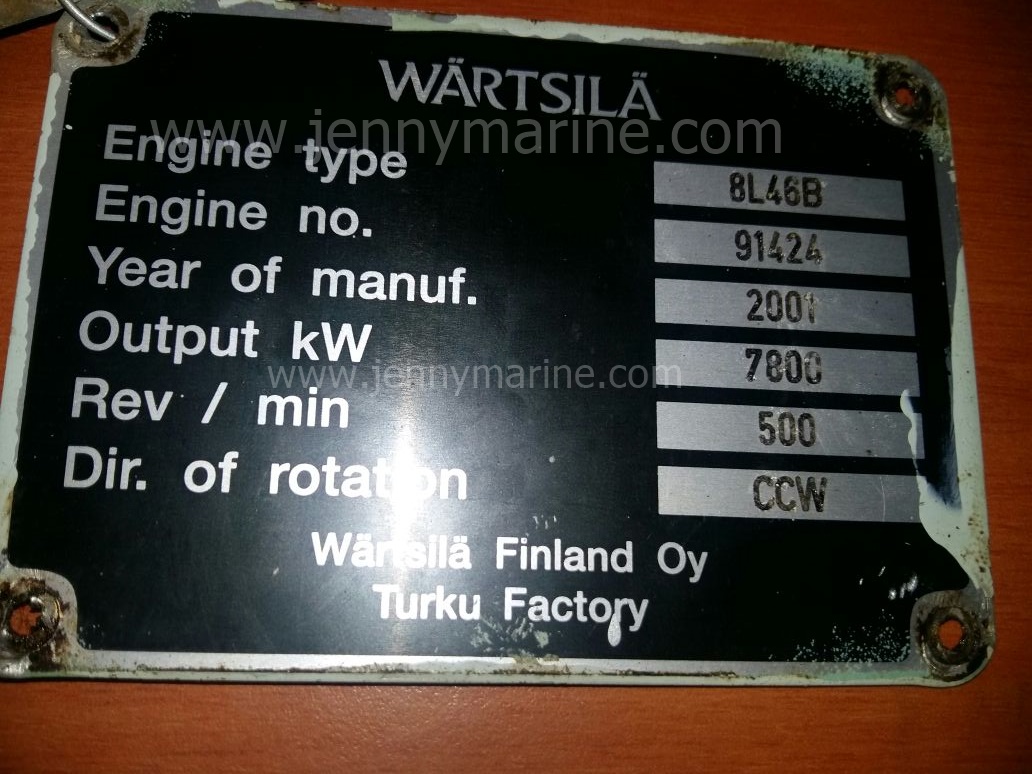 WÄRTSILÄ
www.jennymarine.com
Engine type 8L46B
Engine no. 91424
Year of manuf. 2001
Output kW 7800
www.jennymarine.com
Rev / min 500
Dir. of rotation CCW
Wärtsilä Finland Oy
Turku Factory